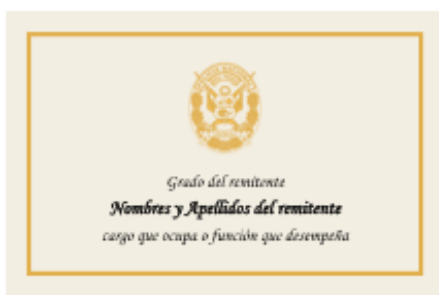 Grado del remitente
Nombres y Apellidos del remitente
cargo que ocupa o función que desempeña